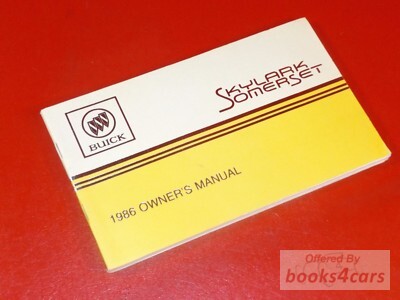 SKYLARK
SOMERSET
BUICK
1986 OWNER'S MANUAL
Offered By
books4cars